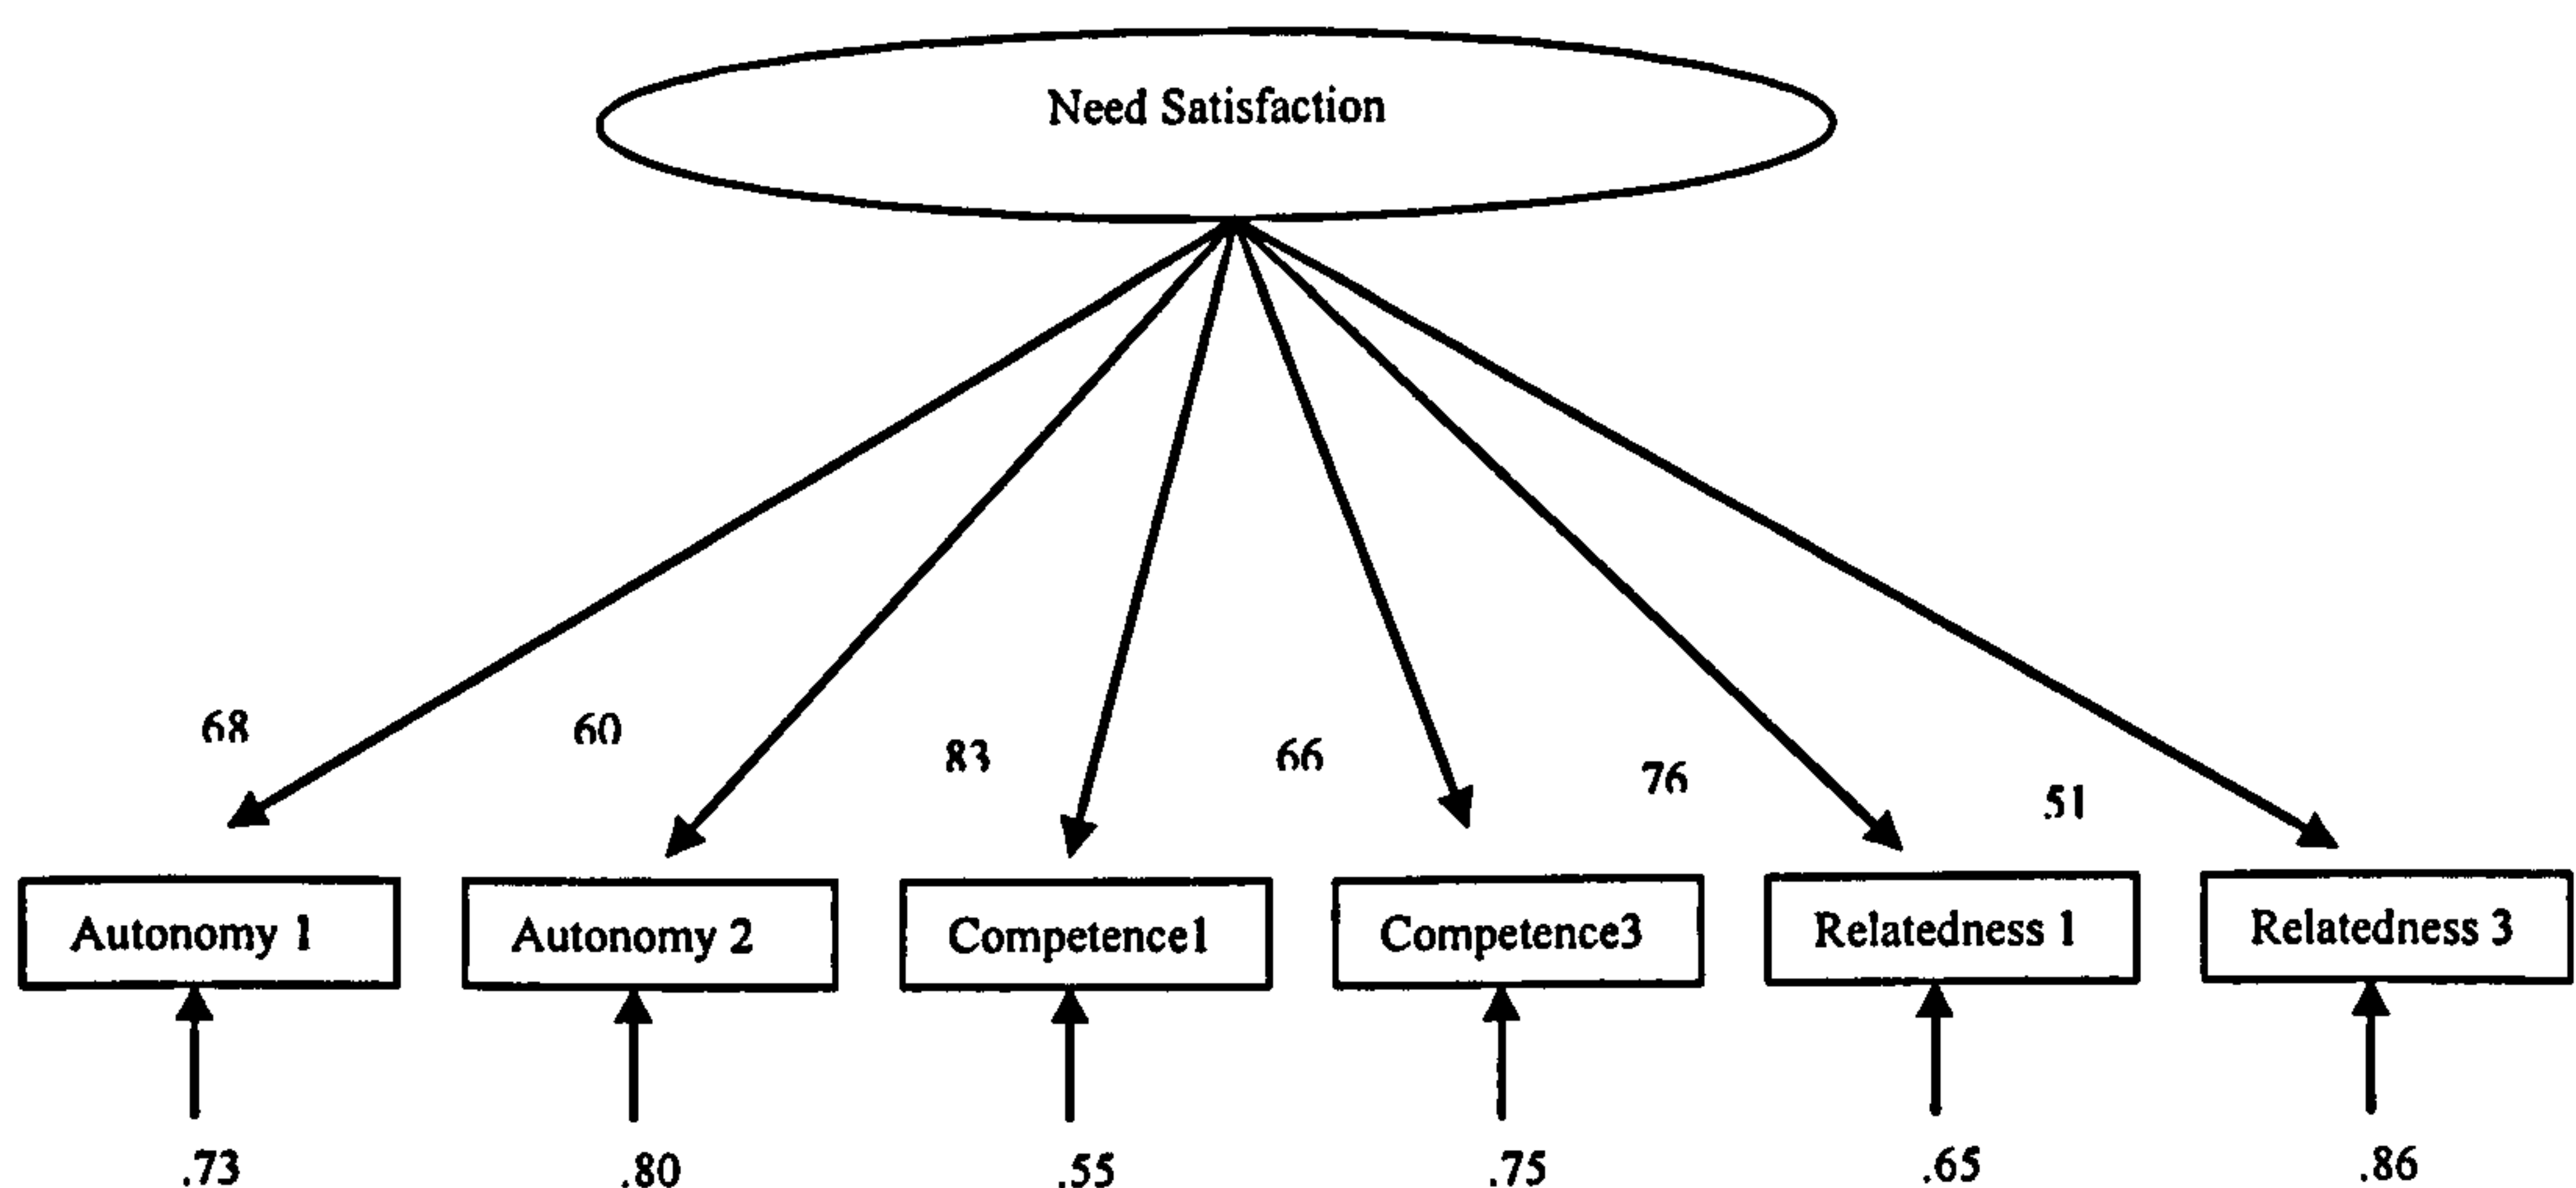 Need Satisfaction
68
60
83
66
76
.51
Autonomy 1
Autonomy 2
Competence1
Competence3
Relatedness 1
Relatedness 3
.73
.80
.55
.75
.65
.86